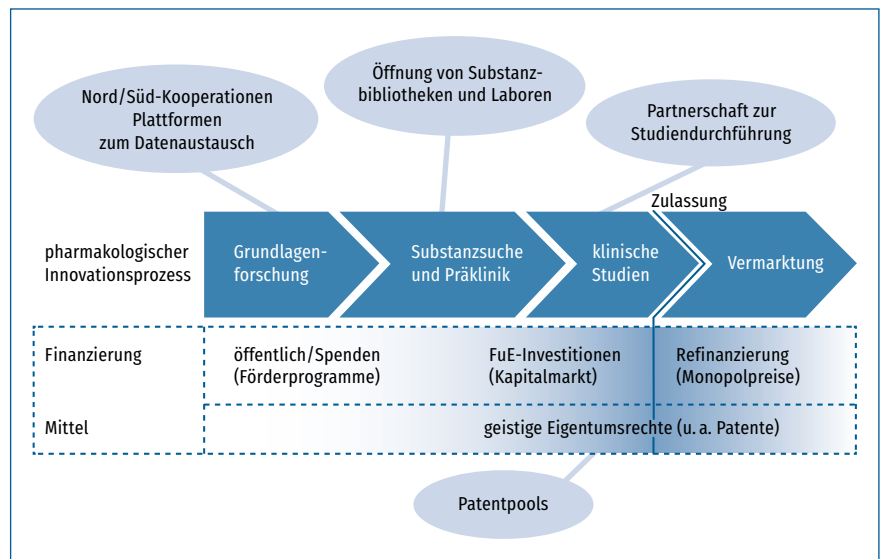 Nord/Süd-Kooperationen
Plattformen
zum Datenaustausch
Öffnung von Substanz-
bibliotheken und Laboren
Partnerschaft zur
Studiendurchführung
Zulassung
pharmakologischer
Innovationsprozess
Grundlagen-
forschung
Substanzsuche
und Präklinik
klinische
Studien
Vermarktung
Finanzierung
öffentlich/Spenden
(Förderprogramme)
FuE-Investitionen
(Kapitalmarkt)
Refinanzierung
(Monopolpreise)
Mittel
geistige Eigentumsrechte (u. a. Patente)
Patentpools